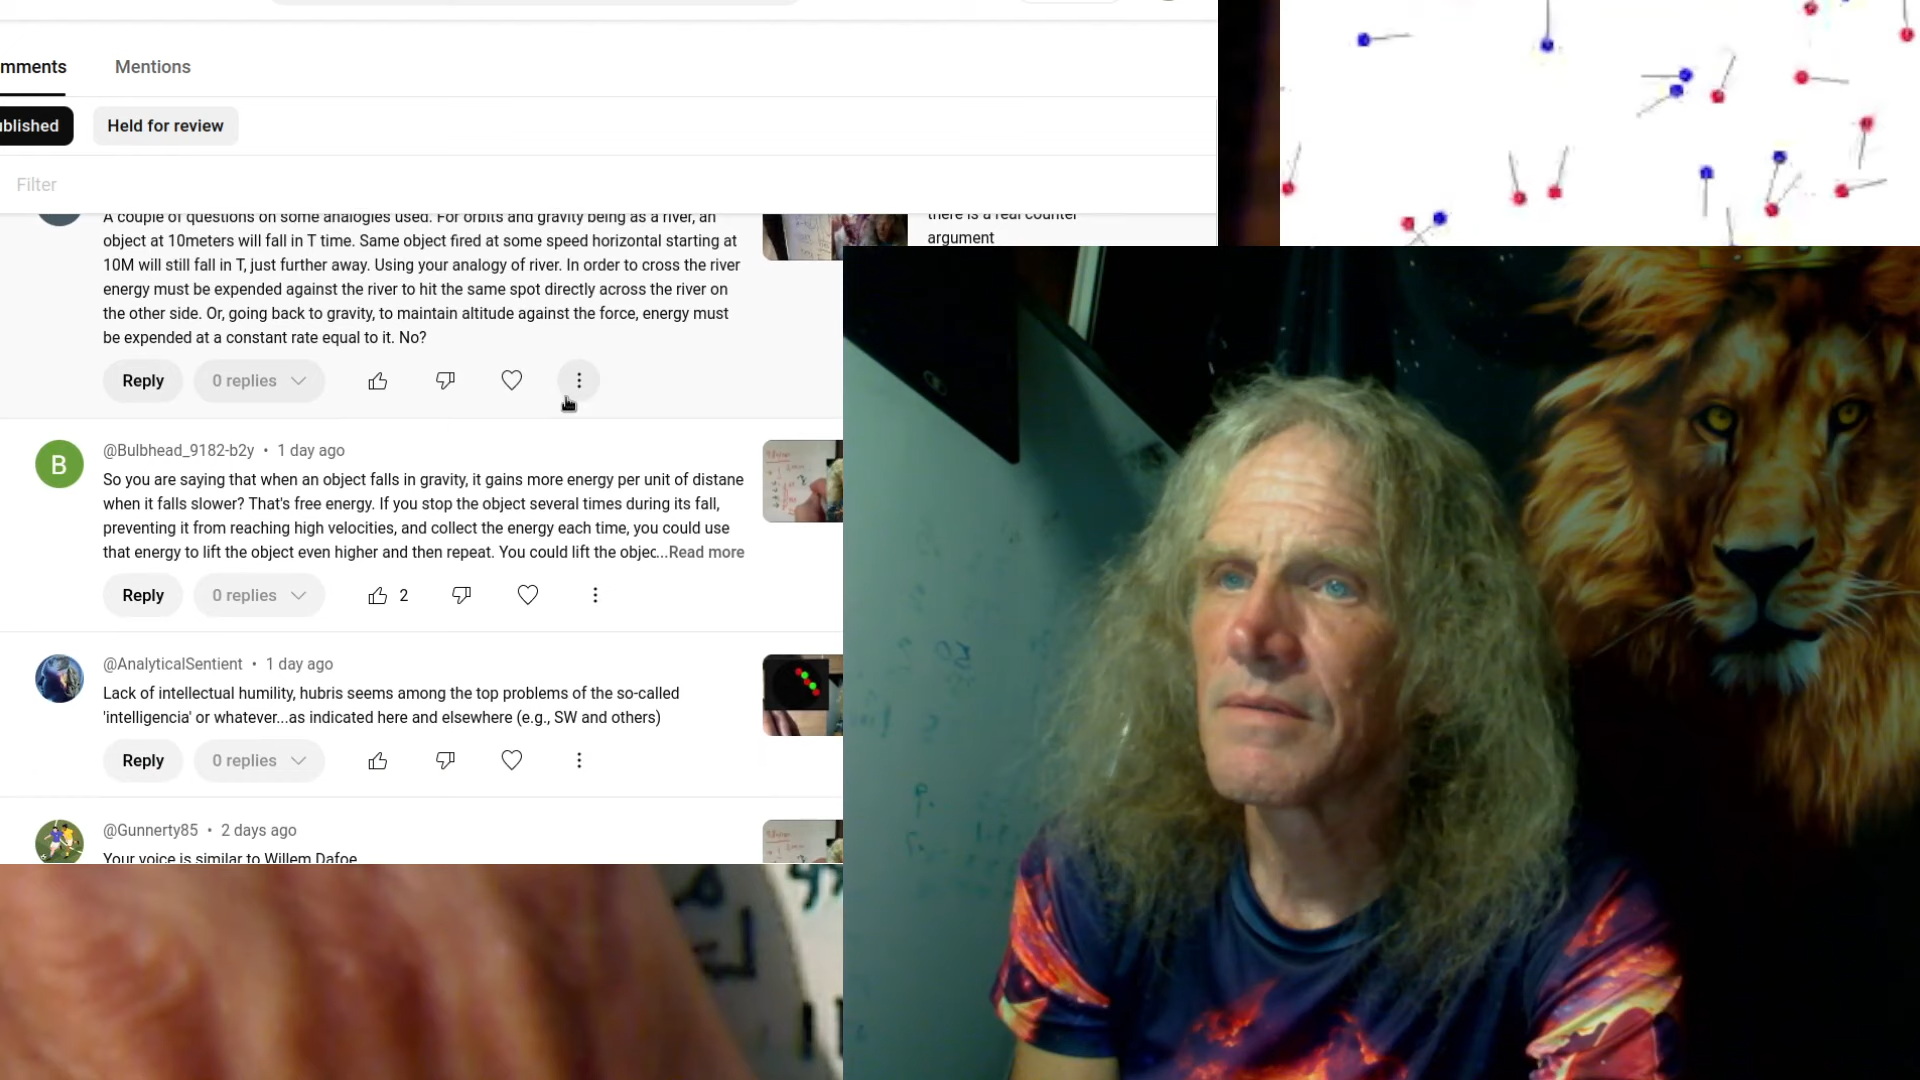 mments
Mentions
ublished
Held for review
Filter
A couple of questions on some analogies used. For orbits and gravity being as a river, an
object at 10meters will fall in T time. Same object fired at some speed horizontal starting at
10M will still fall in T, just further away. Using your analogy of river. In order to cross the river
energy must be expended against the river to hit the same spot directly across the river on
the other side. Or, going back to gravity, to maintain altitude against the force, energy must
be expended at a constant rate equal to it. No?
there is a real counter
argument
Reply
0 replies
B
@Bulbhead_9182-b2y • 1 day ago
So you are saying that when an object falls in gravity, it gains more energy per unit of distane
when it falls slower? That's free energy. If you stop the object several times during its fall,
preventing it from reaching high velocities, and collect the energy each time, you could use
that energy to lift the object even higher and then repeat. You could lift the objec...Read more
Reply
0 replies
2
@AnalyticalSentient • 1 day ago
Lack of intellectual humility, hubris seems among the top problems of the so-called
'intelligencia' or whatever...as indicated here and elsewhere (e.g., SW and others)
Reply
0 replies
@Gunnerty85 • 2 days ago
Your voice is similar to Willem Dafoe